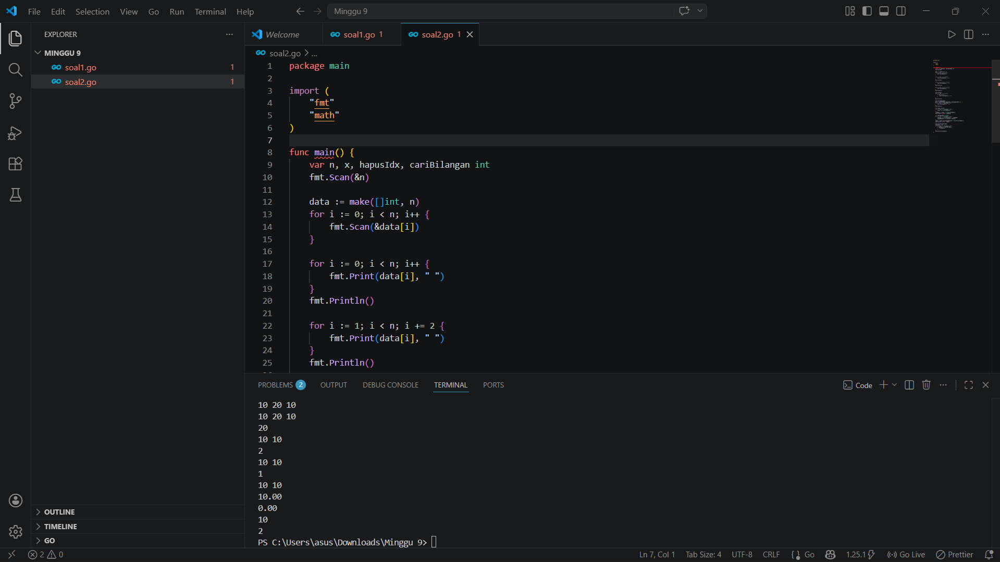 File Edit Selection View Go Run Terminal Help
Minggu 9
EXPLORER
MINGGU 9
soal1.go 1
soal2.go 1
OUTLINE
TIMELINE
GO
Welcome
soal1.go 1
soal2.go 1
soal2.go > ...
1 package main
2
3 import (
4 "fmt"
5 "math"
6 )
7
8 func main() {
9 var n, x, hapusIdx, cariBilangan int
10 fmt.Scan(&n)
11
12 data := make([]int, n)
13 for i := 0; i < n; i++ {
14 fmt.Scan(&data[i])
15 }
16
17 for i := 0; i < n; i++ {
18 fmt.Print(data[i], " ")
19 }
20 fmt.Println()
21
22 for i := 1; i < n; i += 2 {
23 fmt.Print(data[i], " ")
24 }
25 fmt.Println()
PROBLEMS 2 OUTPUT DEBUG CONSOLE TERMINAL PORTS
Code
10 20 10
10 20 10
20
10 10
2
10 10
1
10 10
10.00
0.00
10
2
PS C:\Users\asus\Downloads\Minggu 9>
2 0
Ln 7, Col 1 Tab Size: 4 UTF-8 CRLF Go 1.25.1 Go Live Prettier